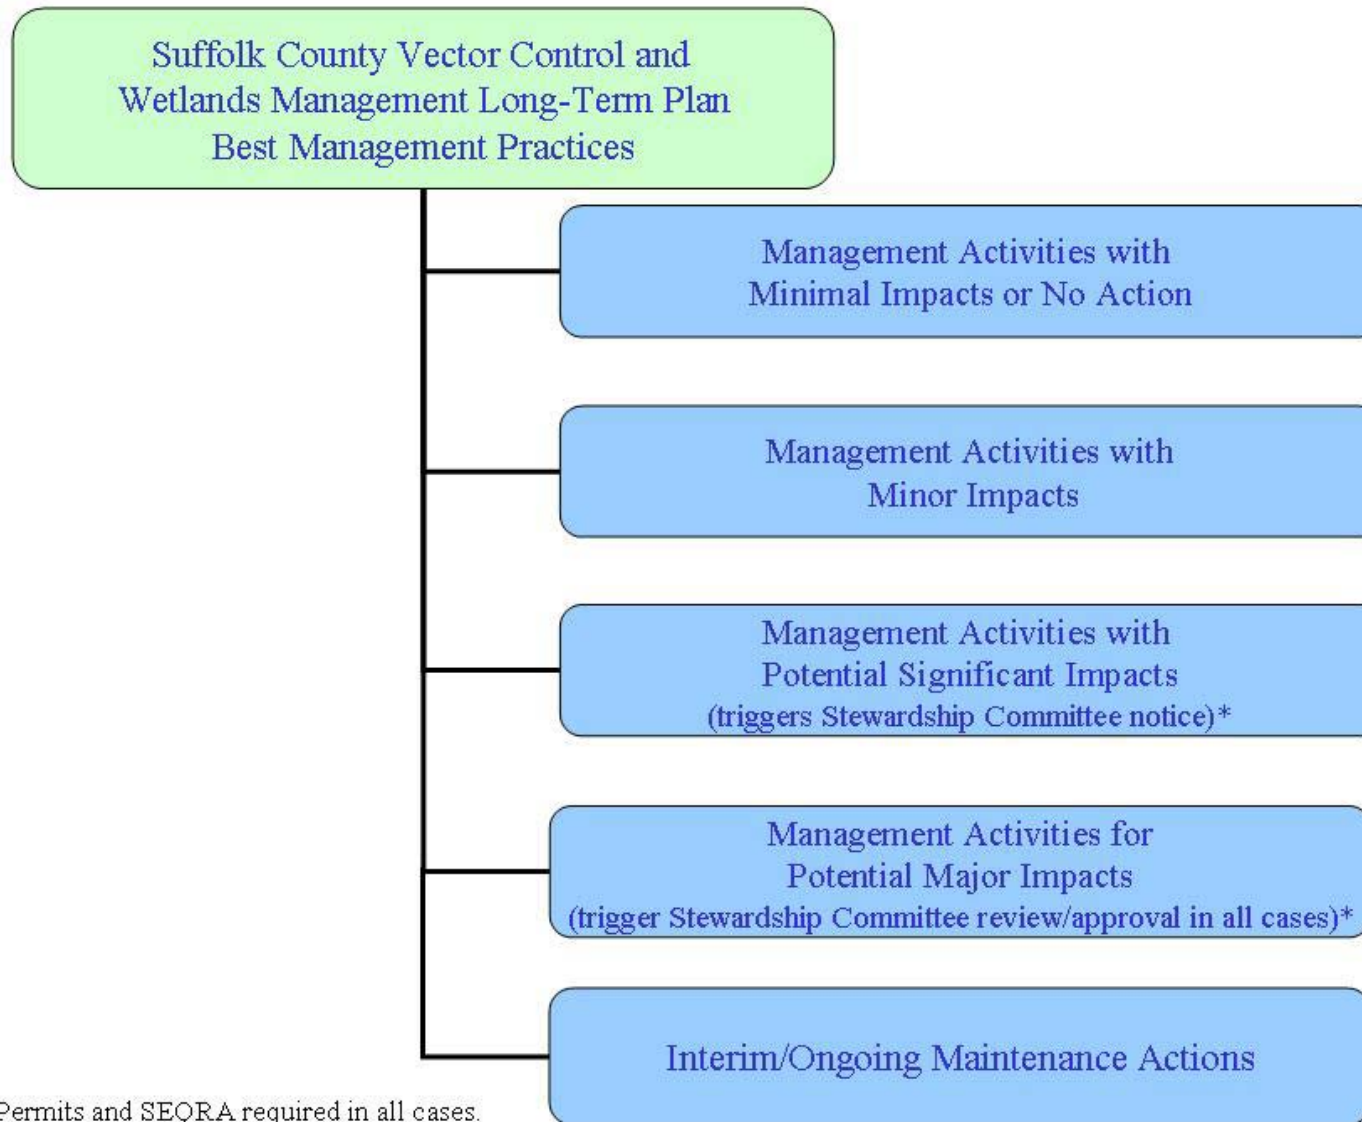 Suffolk County Vector Control and
Wetlands Management Long-Term Plan
Best Management Practices
Management Activities with
Minimal Impacts or No Action
Management Activities with
Minor Impacts
Management Activities with
Potential Significant Impacts
(triggers Stewardship Committee notice)*
Management Activities for
Potential Major Impacts
(trigger Stewardship Committee review/approval in all cases)*
Interim/Ongoing Maintenance Actions
Permits and SEQRA required in all cases.